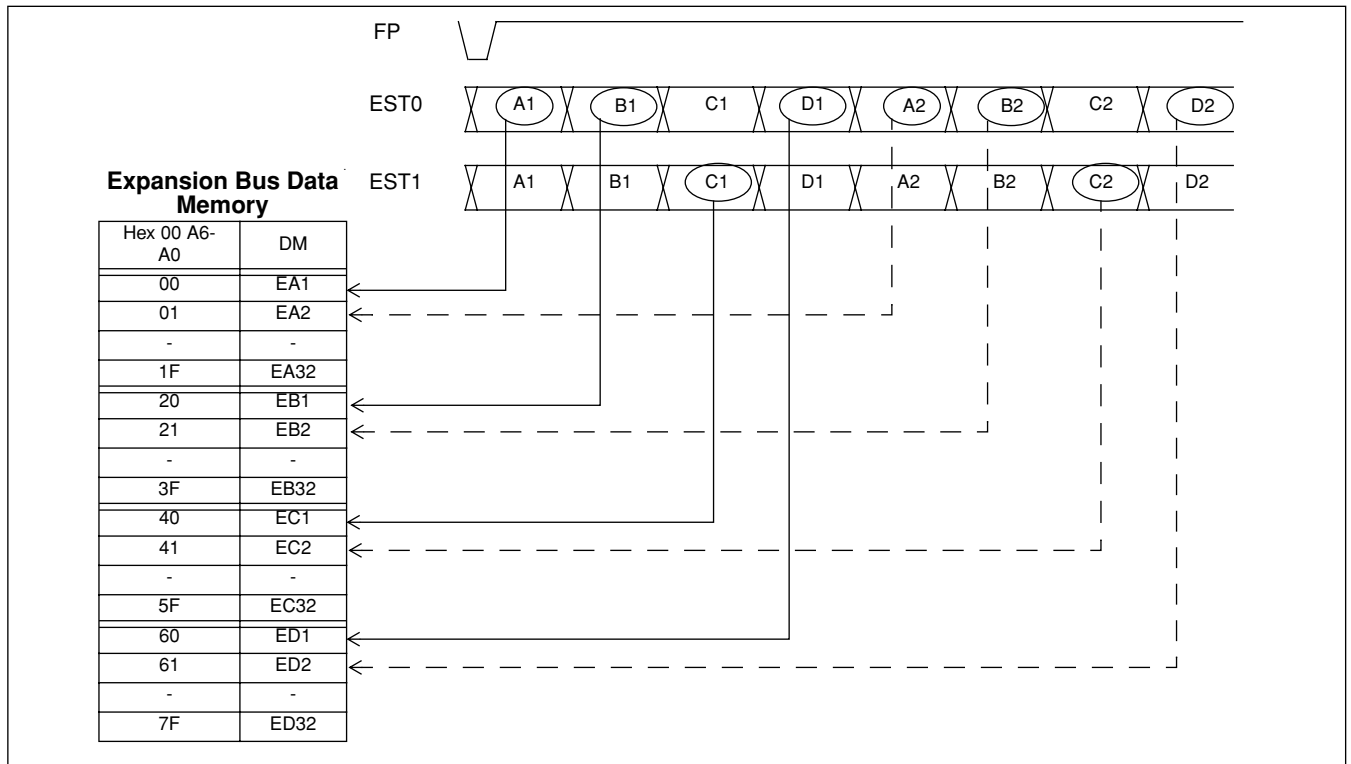 FP
EST0 A1 B1 C1 D1 A2 B2 C2 D2
EST1 A1 B1 C1 D1 A2 B2 C2 D2
Expansion Bus Data
Memory
Hex 00 A6-
A0 DM
00 EA1
01 EA2
- -
1F EA32
20 EB1
21 EB2
- -
3F EB32
40 EC1
41 EC2
- -
5F EC32
60 ED1
61 ED2
- -
7F ED32